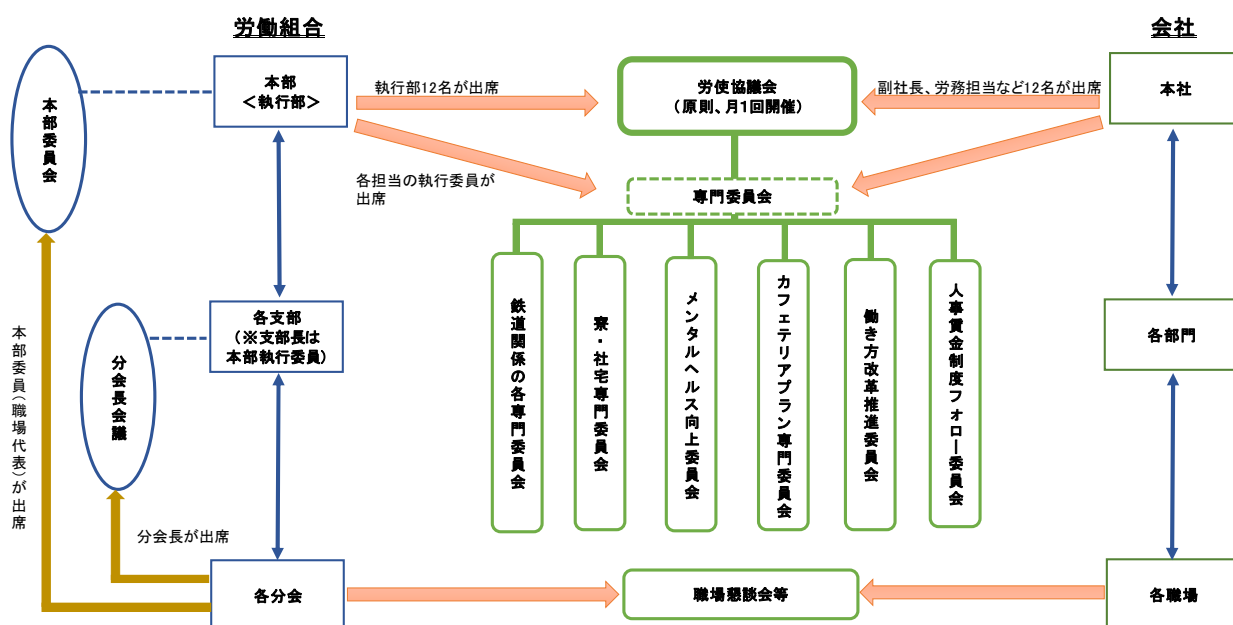 労働組合
会社
本部
<執行部>
執行部12名が出席
労使協議会
(原則、月1回開催)
副社長、労務担当など12名が出席
本社
本部委員会
各担当の執行委員が
出席
専門委員会
鉄道関係の各専門委員会
寮・社宅専門委員会
メンタルヘルス向上委員会
カフェテリアプラン専門委員会
働き方改革推進委員会
人事賃金制度フォロー委員会
各支部
(※支部長は
本部執行委員)
各部門
分会長会議
本部委員(職場代表)が
出席
分会長が出席
各分会
職場懇談会等
各職場